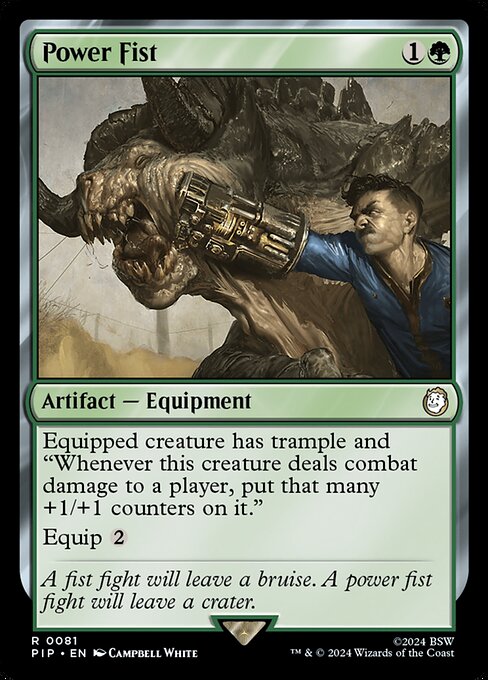 Power Fist
1
Artifact — Equipment
Equipped creature has trample and
“Whenever this creature deals combat
damage to a player, put that many
+1/+1 counters on it.”
Equip 2
A fist fight will leave a bruise. A power fist
fight will leave a crater.
R 0081
PIP • EN Campbell White
©2024 BSW
™ & © 2024 Wizards of the Coast